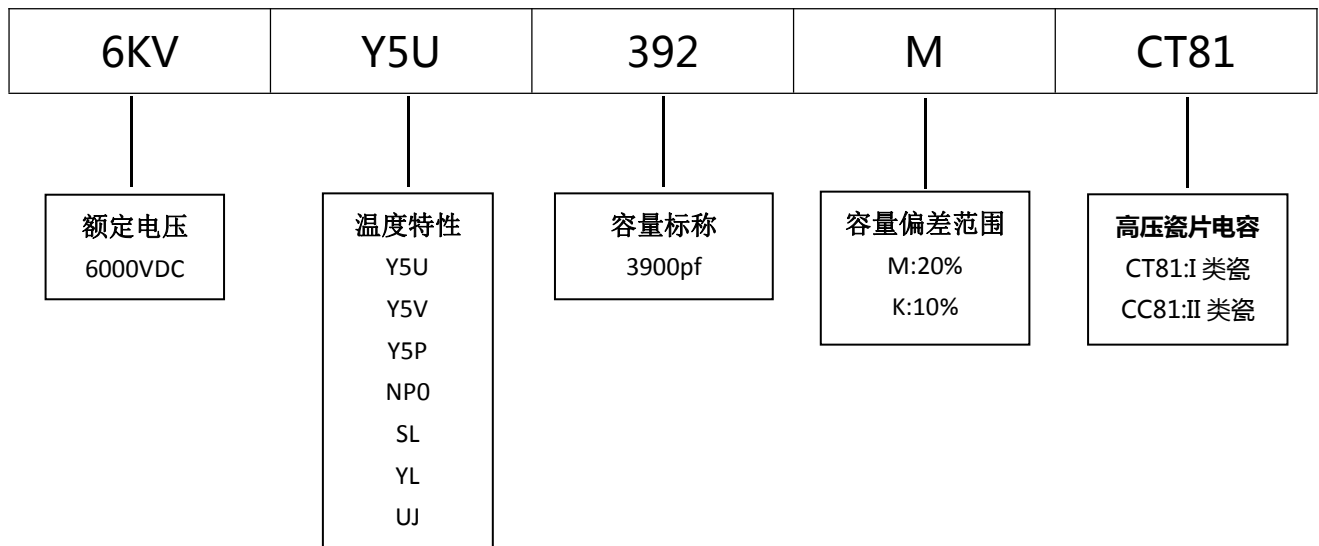 6KV Y5U 392 M CT81
额定电压
6000VDC
温度特性
Y5U
Y5V
Y5P
NP0
SL
YL
UJ
容量标称
3900pf
容量偏差范围
M:20%
K:10%
高压瓷片电容
CT81:I 类瓷
CC81:II 类瓷